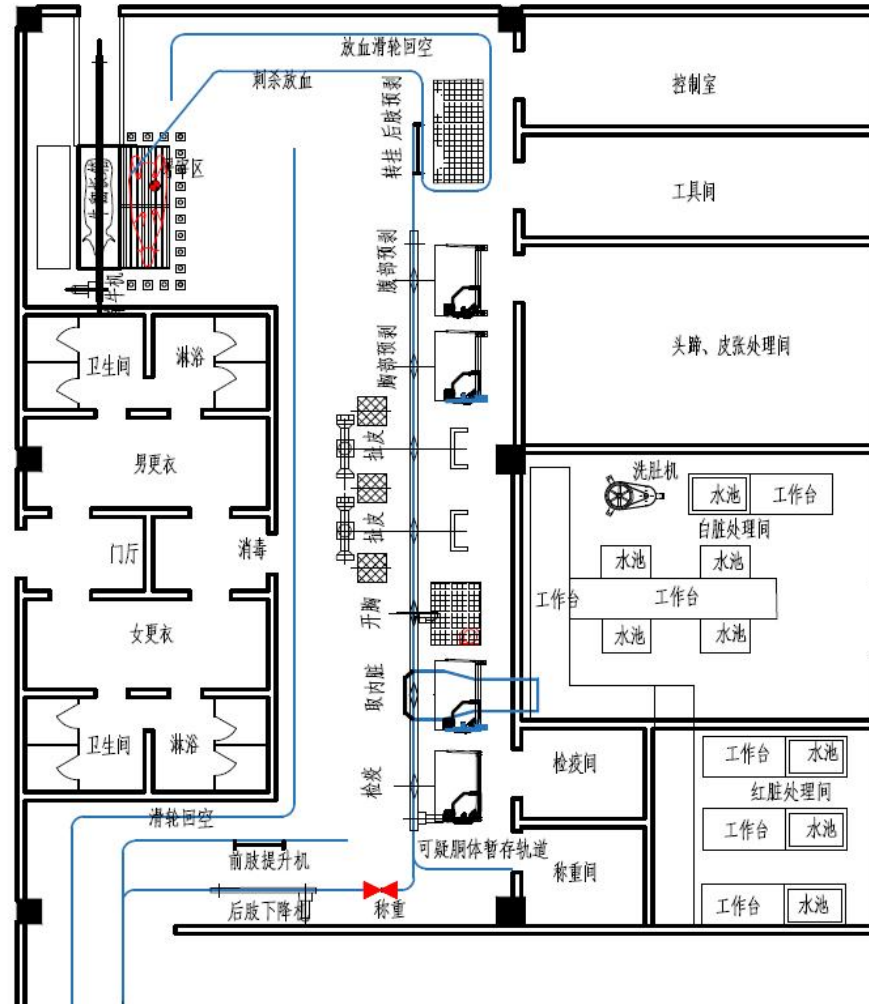 放血滑轮回空
刺杀放血
控制室
转挂 后肢预剥
宰区
工具间
腹部预剥
牛机
头蹄、皮张处理间
胸部预剥
卫生间
淋浴
扯皮
男更衣
洗肚机
水池
工作台
白脏处理间
扯皮
门厅
消毒
水池
水池
工作台
工作台
开胸
女更衣
水池
水池
取内脏
卫生间
淋浴
检疫
检疫间
工作台
水池
红脏处理间
滑轮回空
工作台
水池
前肢提升机
可疑胴体暂存轨道
称重间
后肢下降机
称重
工作台
水池